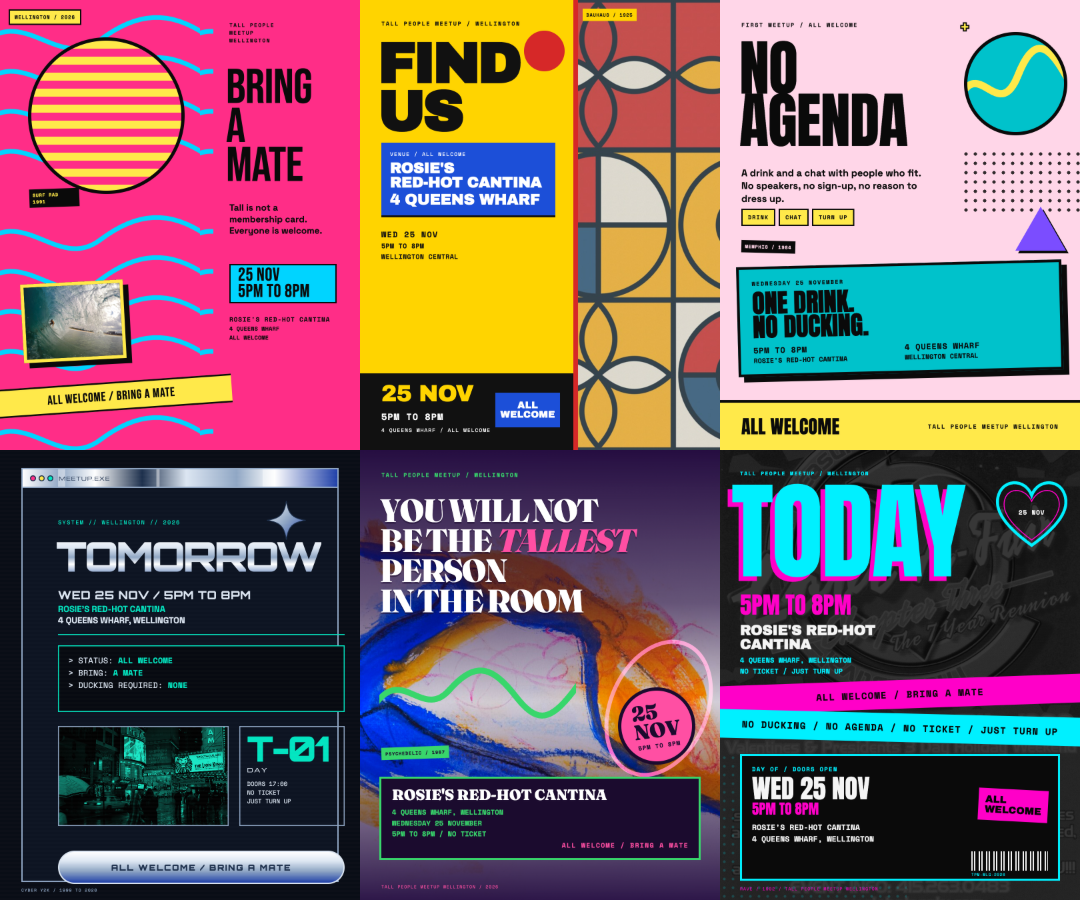 WELLINGTON / 2026
TALL PEOPLE
MEETUP
WELLINGTON
BRING
A
MATE
SURF RAD
1991
Tall is not a
membership card.
Everyone is welcome.
25 NOV
5PM TO 8PM
ROSIE'S RED-HOT CANTINA
4 QUEENS WHARF
ALL WELCOME
ALL WELCOME / BRING A MATE
TALL PEOPLE MEETUP / WELLINGTON
FIND
US
VENUE / ALL WELCOME
ROSIE'S
RED-HOT CANTINA
4 QUEENS WHARF
WED 25 NOV
5PM TO 8PM
WELLINGTON CENTRAL
25 NOV
5PM TO 8PM
4 QUEENS WHARF / ALL WELCOME
ALL
WELCOME
BAUHAUS / 1925
FIRST MEETUP / ALL WELCOME
NO
AGENDA
A drink and a chat with people who fit.
No speakers, no sign-up, no reason to
dress up.
DRINK
CHAT
TURN UP
MEMPHIS / 1984
WEDNESDAY 25 NOVEMBER
ONE DRINK.
NO DUCKING.
5PM TO 8PM
ROSIE'S RED-HOT CANTINA
4 QUEENS WHARF
WELLINGTON CENTRAL
ALL WELCOME
TALL PEOPLE MEETUP / WELLINGTON
MEETUP.EXE
SYSTEM // WELLINGTON // 2026
TOMORROW
WED 25 NOV / 5PM TO 8PM
ROSIE'S RED-HOT CANTINA
4 QUEENS WHARF, WELLINGTON
> STATUS: ALL WELCOME
> BRING: A MATE
> DUCKING REQUIRED: NONE
T-01
DAY
DOORS 17:00
NO TICKET
JUST TURN UP
ALL WELCOME / BRING A MATE
CYBER Y2K / 1999 TO 2026
TALL PEOPLE MEETUP / WELLINGTON
YOU WILL NOT
BE THE TALLEST
PERSON
IN THE ROOM
25
NOV
5PM TO 8PM
PSYCHEDELIC / 1967
ROSIE'S RED-HOT CANTINA
4 QUEENS WHARF, WELLINGTON
WEDNESDAY 25 NOVEMBER
5PM TO 8PM / NO TICKET
ALL WELCOME / BRING A MATE
TALL PEOPLE MEETUP WELLINGTON / 2026
TALL PEOPLE MEETUP / WELLINGTON
TODAY
25 NOV
5PM TO 8PM
ROSIE'S RED-HOT
CANTINA
4 QUEENS WHARF, WELLINGTON
NO TICKET / JUST TURN UP
The 7 Year Reunion
ALL WELCOME / BRING A MATE
NO DUCKING / NO AGENDA / NO TICKET / JUST TURN UP
DAY OF / DOORS OPEN
WED 25 NOV
5PM TO 8PM
ROSIE'S RED-HOT CANTINA
4 QUEENS WHARF, WELLINGTON
ALL
WELCOME